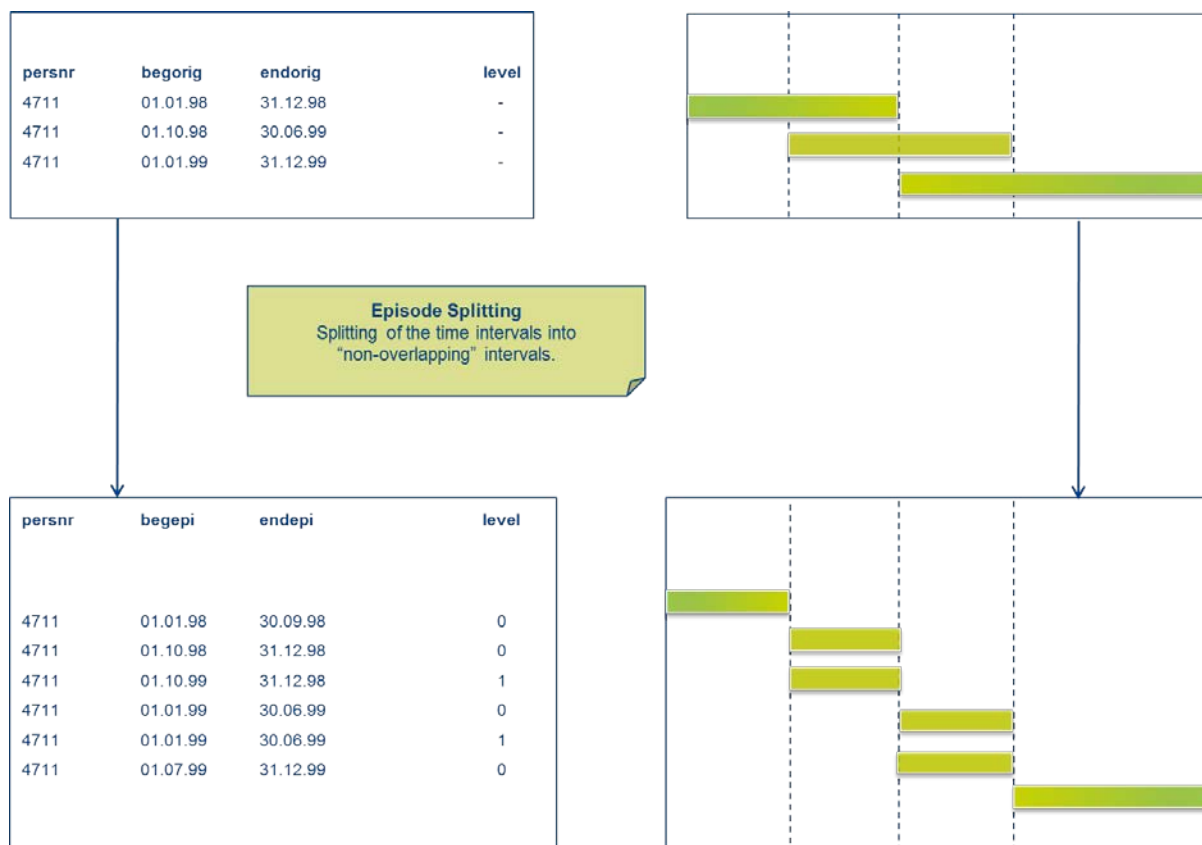 persnr begorig endorig level
4711 01.01.98 31.12.98 -
4711 01.10.98 30.06.99 -
4711 01.01.99 31.12.99 -
Episode Splitting
Splitting of the time intervals into
“non-overlapping” intervals.
persnr begepi endepi level
4711 01.01.98 30.09.98 0
4711 01.10.98 31.12.98 0
4711 01.10.99 31.12.98 1
4711 01.01.99 30.06.99 0
4711 01.01.99 30.06.99 1
4711 01.07.99 31.12.99 0